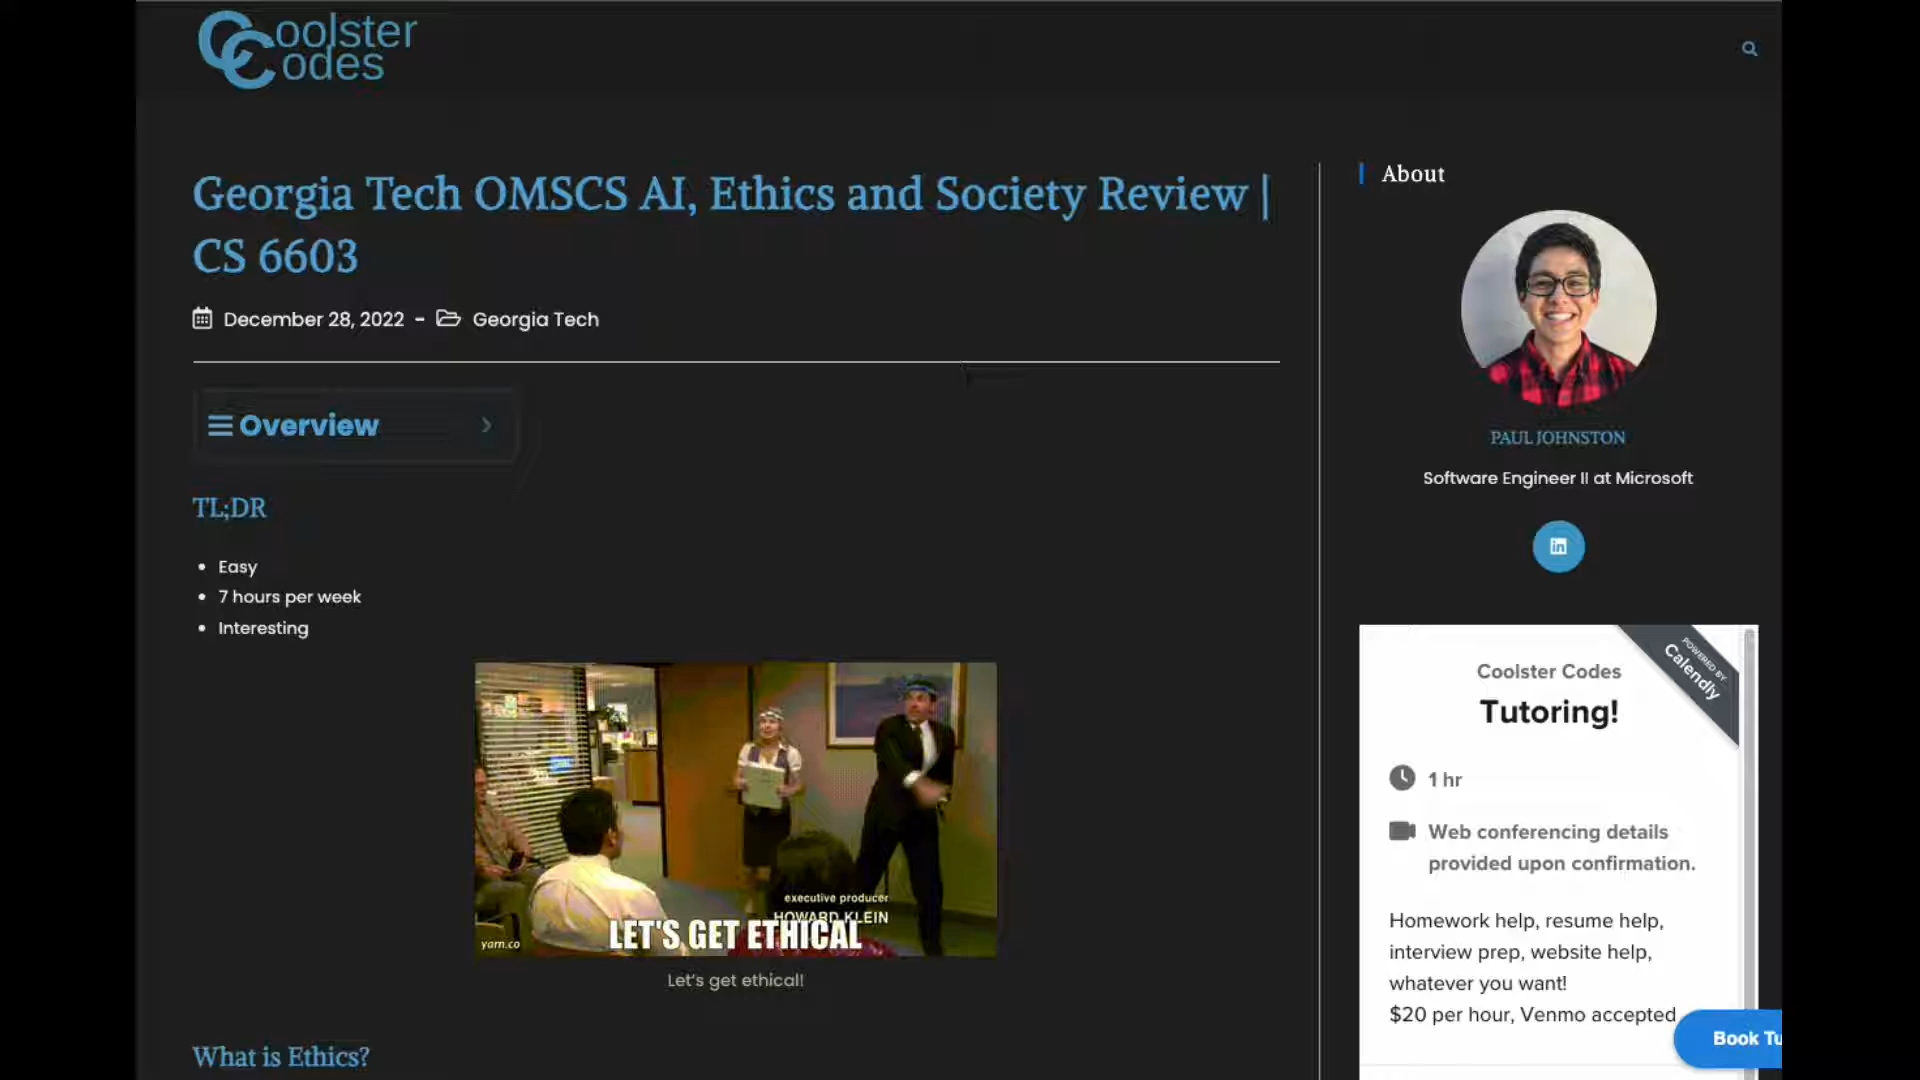 Coolster
Codes
Georgia Tech OMSCS AI, Ethics and Society Review |
CS 6603
December 28, 2022 - Georgia Tech
Overview
TL;DR
Easy
7 hours per week
Interesting
executive producer
HOWARD KLEIN
LET'S GET ETHICAL
yarn.co
Let's get ethical!
What is Ethics?
About
PAUL JOHNSTON
Software Engineer II at Microsoft
in
POWERED BY
Calendly
Coolster Codes
Tutoring!
1 hr
Web conferencing details
provided upon confirmation.
Homework help, resume help,
interview prep, website help,
whatever you want!
$20 per hour, Venmo accepted
Book Tu